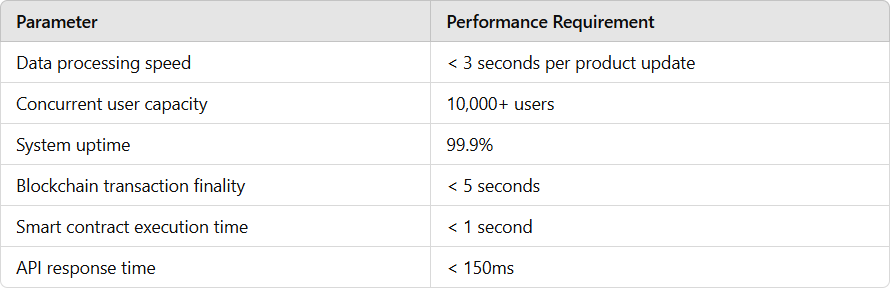 Parameter Performance Requirement
Data processing speed < 3 seconds per product update
Concurrent user capacity 10,000+ users
System uptime 99.9%
Blockchain transaction finality < 5 seconds
Smart contract execution time < 1 second
API response time < 150ms